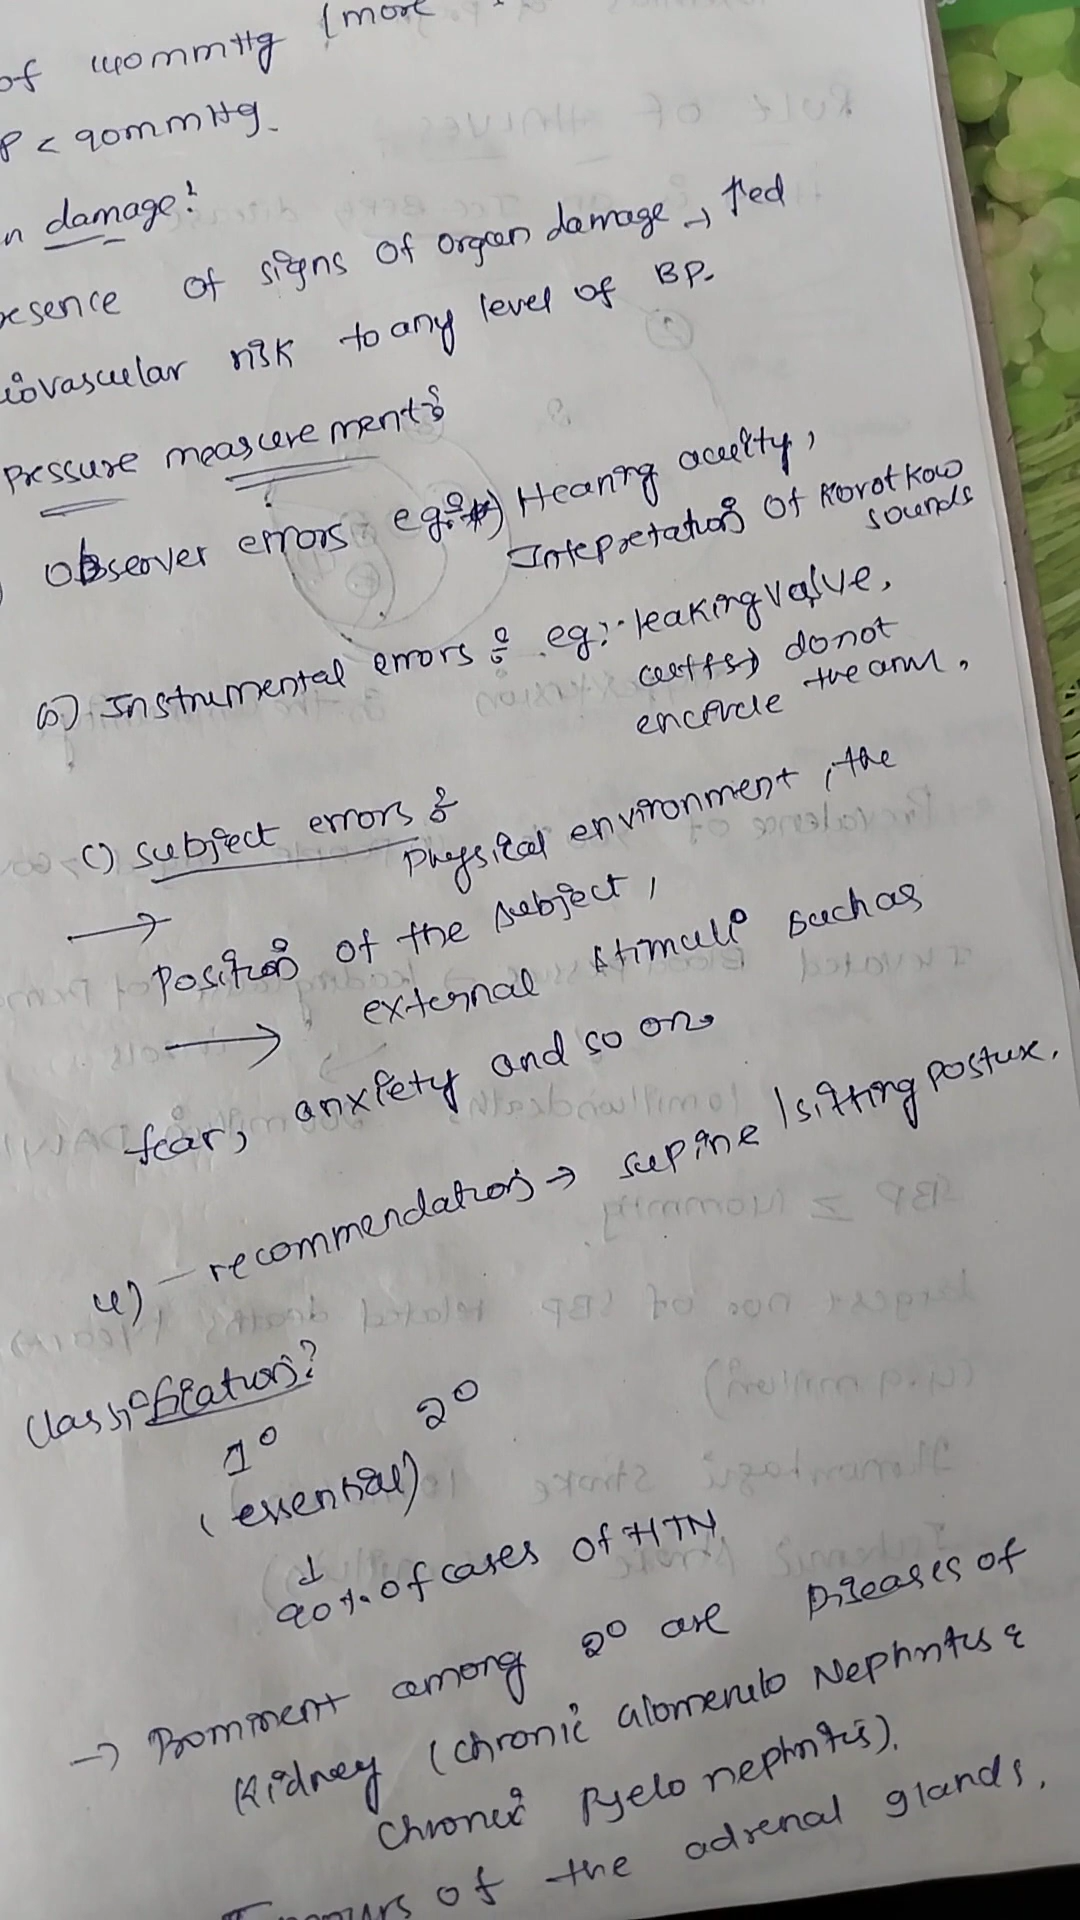 of 140mmHg (more
P < 90mmHg.
n damage:
esence of signs of organ damage → ↑ed
iovascular risk to any level of BP.
Pressure measurement:
Observer errors eg:- Hearing acuity,
Intepretation of Korotkow
sounds
b) Instrumental errors : eg:- leaking valve,
cuffs) do not
encircle the arm,
c) subject errors :
→ Physical environment, the
Position of the subject,
→ external stimuli such as
fear, anxiety and so on.
4) - recommendation → supine / sitting posture.
Classification:
1° 2°
(essential)
↓
90%. of cases of HTN
→ Prominent among 2° are Diseases of
Kidney (chronic Glomerulo Nephritis &
chronic Pyelo nephritis).
of the adrenal glands,